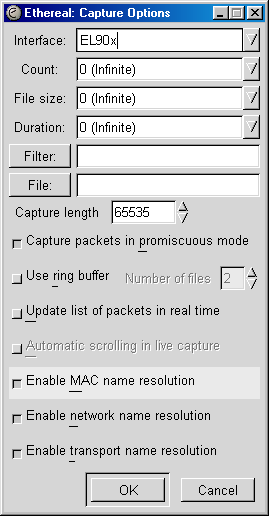 Ethereal: Capture Options
Interface: EL90x
Count: 0 (Infinite)
File size: 0 (Infinite)
Duration: 0 (Infinite)
Filter:
File:
Capture length 65535
Capture packets in promiscuous mode
Use ring buffer Number of files 2
Update list of packets in real time
Automatic scrolling in live capture
Enable MAC name resolution
Enable network name resolution
Enable transport name resolution
OK Cancel